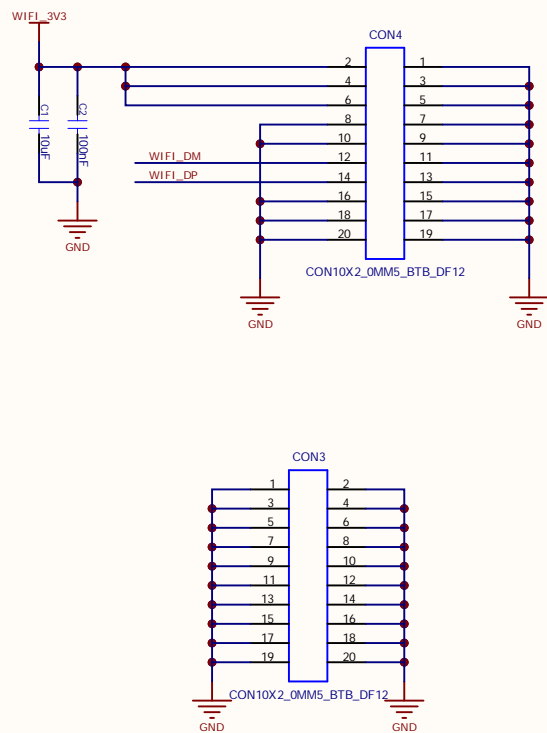 WIFI_3V3
CON4
2 1
4 3
6 5
8 7
10 9
12 11
14 13
16 15
18 17
20 19
C1
10uF
C2
100nF
WIFI_DM
WIFI_DP
GND
CON10X2_0MM5_BTB_DF12
GND
GND
CON3
1 2
3 4
5 6
7 8
9 10
11 12
13 14
15 16
17 18
19 20
CON10X2_0MM5_BTB_DF12
GND
GND